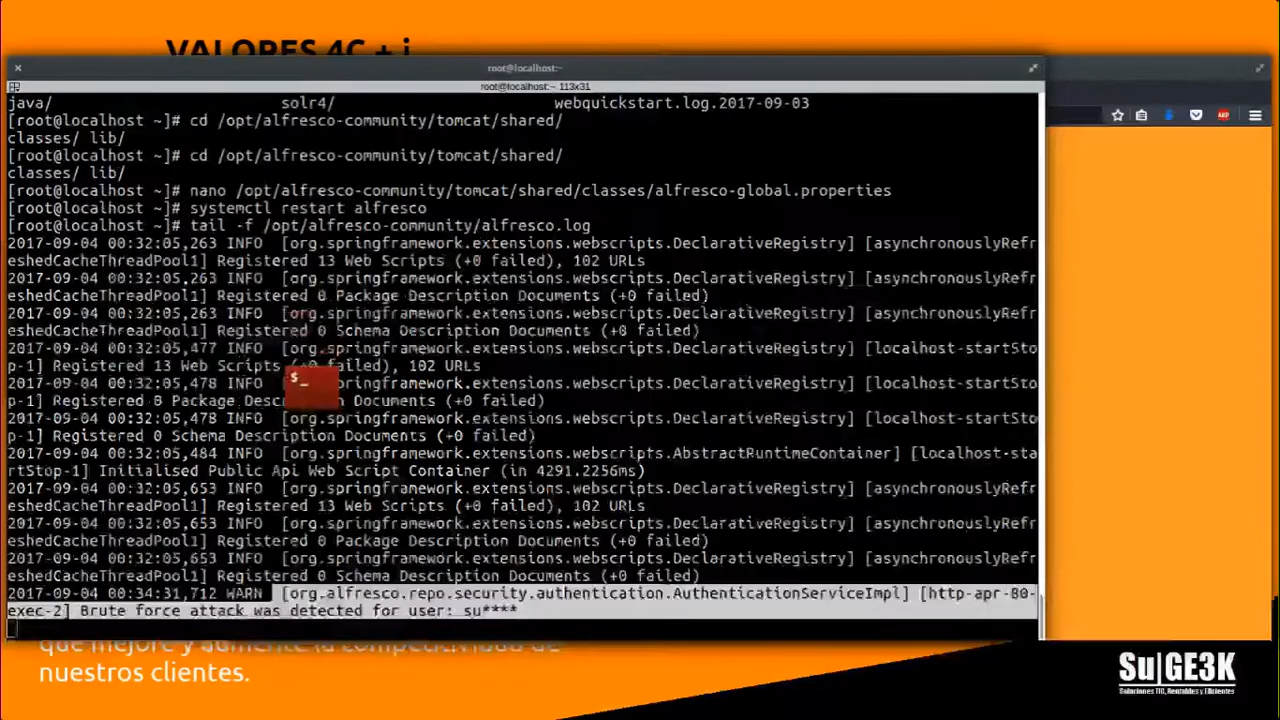 VALORES 4C + i
root@localhost:~
root@localhost:~ 113x31
java/ solr4/ webquickstart.log.2017-09-03
[root@localhost ~]# cd /opt/alfresco-community/tomcat/shared/
classes/ lib/
[root@localhost ~]# cd /opt/alfresco-community/tomcat/shared/
classes/ lib/
[root@localhost ~]# nano /opt/alfresco-community/tomcat/shared/classes/alfresco-global.properties
[root@localhost ~]# systemctl restart alfresco
[root@localhost ~]# tail -f /opt/alfresco-community/alfresco.log
2017-09-04 00:32:05,263 INFO [org.springframework.extensions.webscripts.DeclarativeRegistry] [asynchronouslyRefr
eshedCacheThreadPool1] Registered 13 Web Scripts (+0 failed), 102 URLs
2017-09-04 00:32:05,263 INFO [org.springframework.extensions.webscripts.DeclarativeRegistry] [asynchronouslyRefr
eshedCacheThreadPool1] Registered 0 Package Description Documents (+0 failed)
2017-09-04 00:32:05,263 INFO [org.springframework.extensions.webscripts.DeclarativeRegistry] [asynchronouslyRefr
eshedCacheThreadPool1] Registered 0 Schema Description Documents (+0 failed)
2017-09-04 00:32:05,477 INFO [org.springframework.extensions.webscripts.DeclarativeRegistry] [localhost-startSto
p-1] Registered 13 Web Scripts (+0 failed), 102 URLs
2017-09-04 00:32:05,478 INFO [org.springframework.extensions.webscripts.DeclarativeRegistry] [localhost-startSto
p-1] Registered 8 Package Description Documents (+0 failed)
$_
2017-09-04 00:32:05,478 INFO [org.springframework.extensions.webscripts.DeclarativeRegistry] [localhost-startSto
p-1] Registered 0 Schema Description Documents (+0 failed)
2017-09-04 00:32:05,484 INFO [org.springframework.extensions.webscripts.AbstractRuntimeContainer] [localhost-sta
rtStop-1] Initialised Public Api Web Script Container (in 4291.2256ms)
2017-09-04 00:32:05,653 INFO [org.springframework.extensions.webscripts.DeclarativeRegistry] [asynchronouslyRefr
eshedCacheThreadPool1] Registered 13 Web Scripts (+0 failed), 102 URLs
2017-09-04 00:32:05,653 INFO [org.springframework.extensions.webscripts.DeclarativeRegistry] [asynchronouslyRefr
eshedCacheThreadPool1] Registered 0 Package Description Documents (+0 failed)
2017-09-04 00:32:05,653 INFO [org.springframework.extensions.webscripts.DeclarativeRegistry] [asynchronouslyRefr
eshedCacheThreadPool1] Registered 0 Schema Description Documents (+0 failed)
2017-09-04 00:34:31,712 WARN [org.alfresco.repo.security.authentication.AuthenticationServiceImpl] [http-apr-80-
exec-2] Brute force attack was detected for user: su****
que mejore y aumente la competitividad de
nuestros clientes.
Su|GE3K
Soluciones TIC, Rentables y Eficientes
ABP